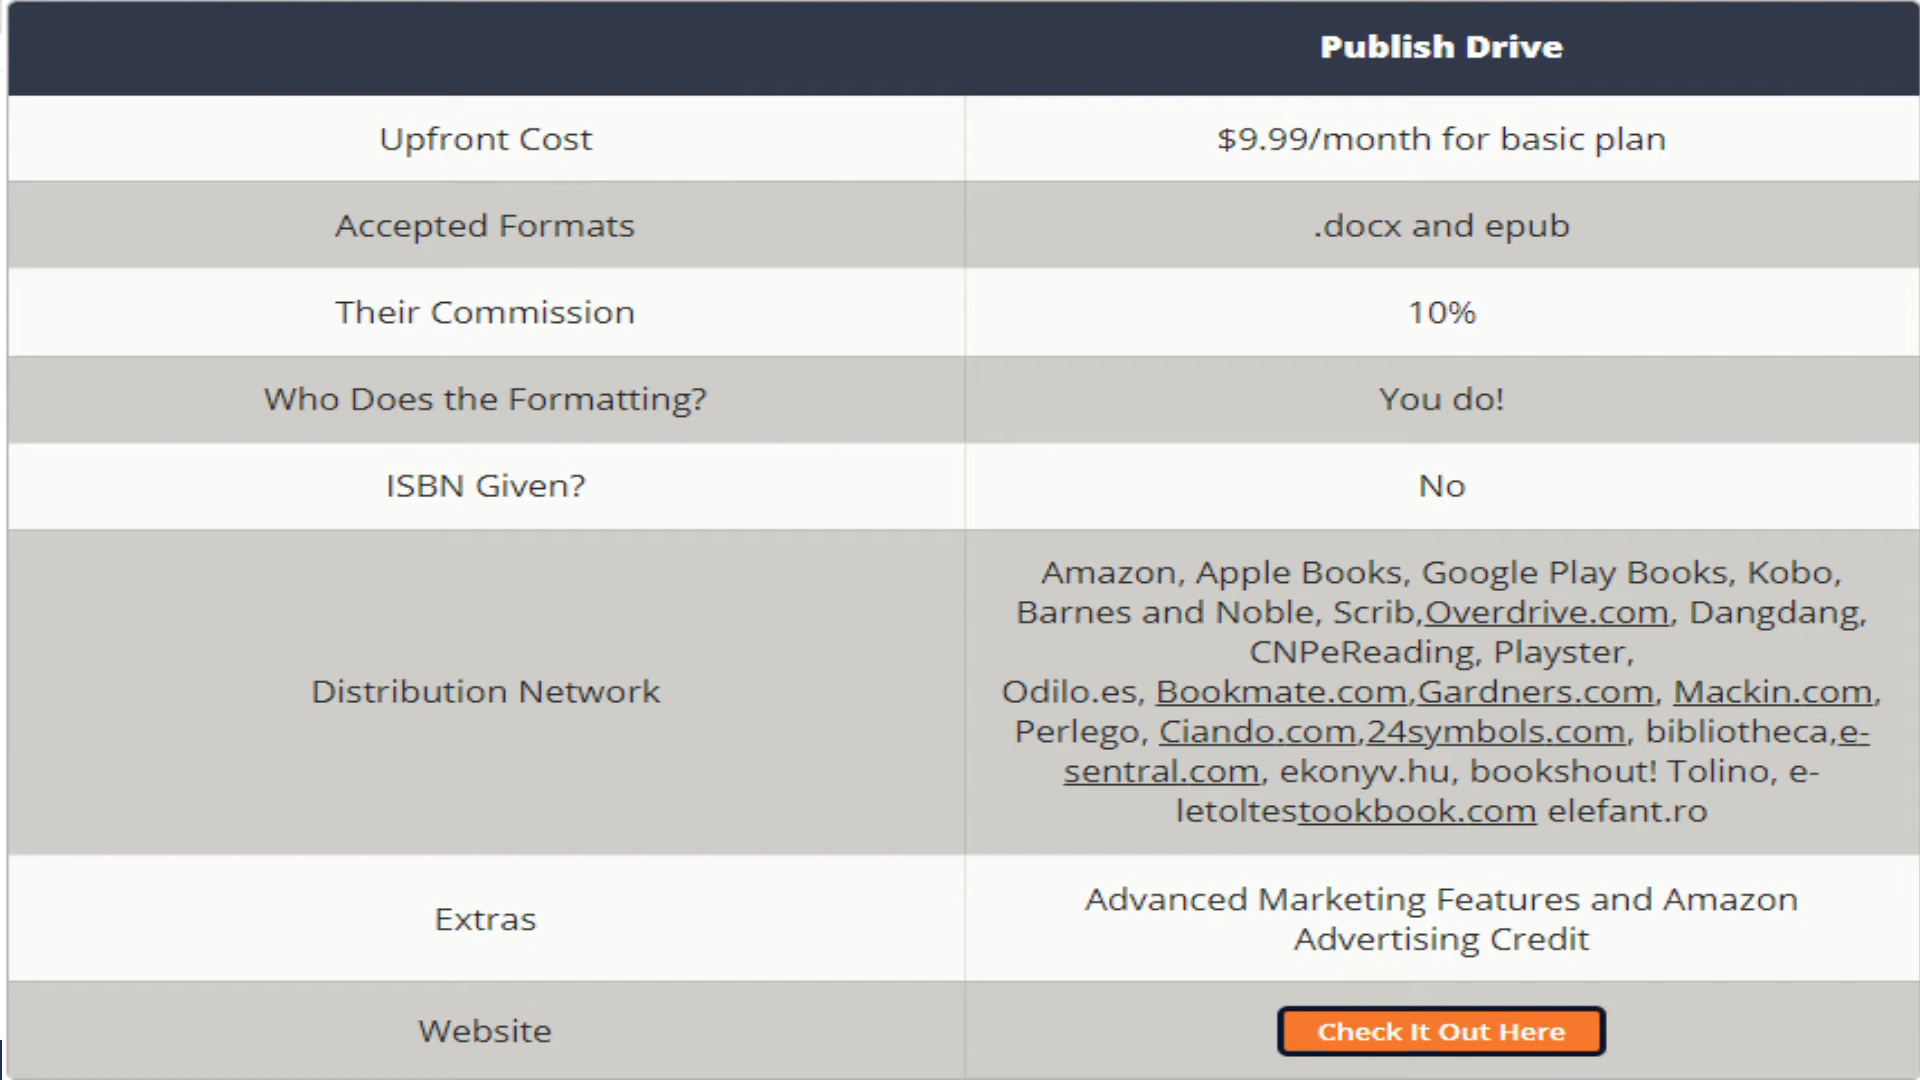 Publish Drive
Upfront Cost
$9.99/month for basic plan
Accepted Formats
.docx and epub
Their Commission
10%
Who Does the Formatting?
You do!
ISBN Given?
No
Distribution Network
Amazon, Apple Books, Google Play Books, Kobo,
Barnes and Noble, Scrib,Overdrive.com, Dangdang,
CNPeReading, Playster,
Odilo.es, Bookmate.com,Gardners.com, Mackin.com,
Perlego, Ciando.com,24symbols.com, bibliotheca,e-
sentral.com, ekonyv.hu, bookshout! Tolino, e-
letoltestookbook.com elefant.ro
Extras
Advanced Marketing Features and Amazon
Advertising Credit
Website
Check It Out Here